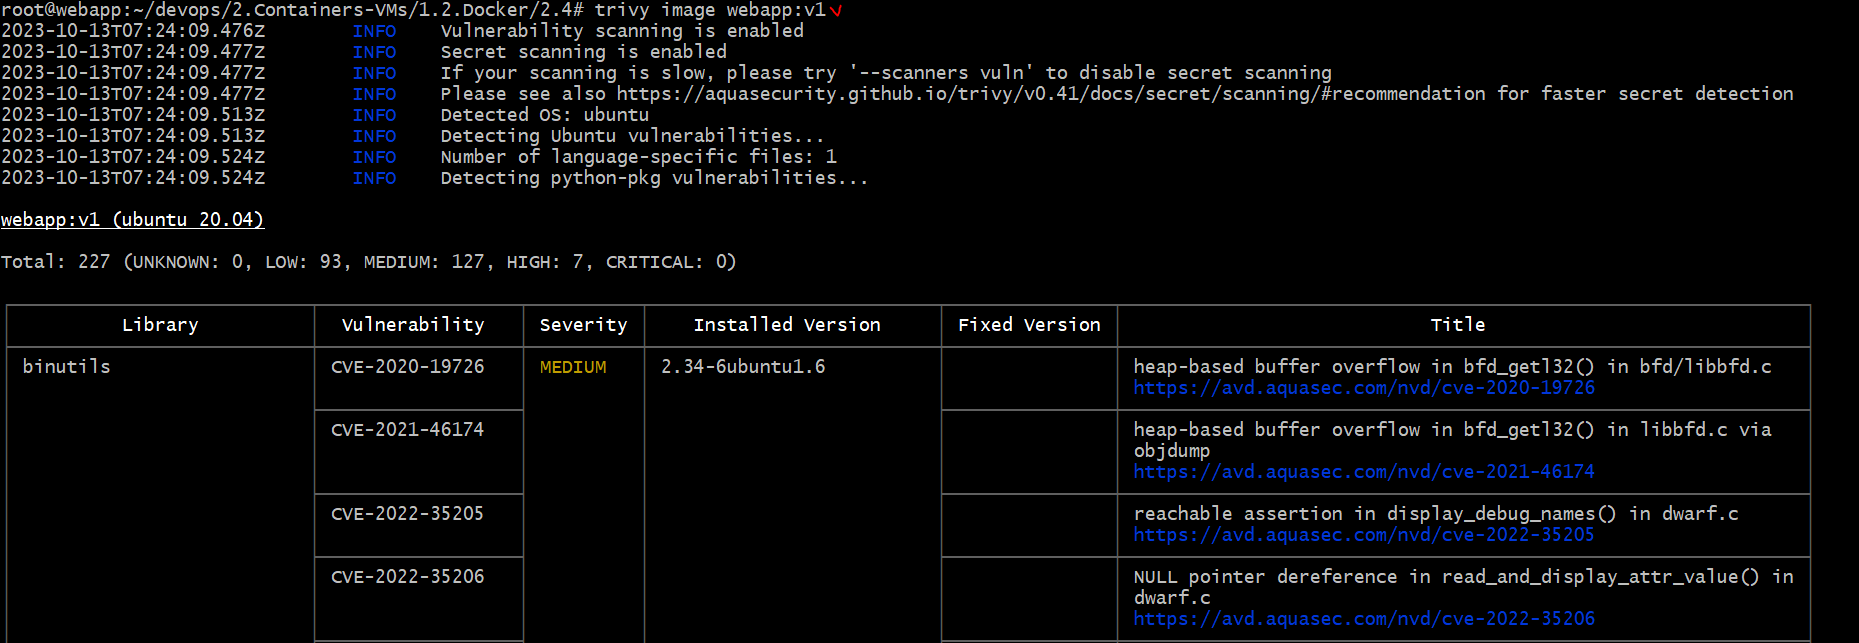 root@webapp:~/devops/2.Containers-VMs/1.2.Docker/2.4# trivy image webapp:v1
2023-10-13T07:24:09.476Z INFO Vulnerability scanning is enabled
2023-10-13T07:24:09.477Z INFO Secret scanning is enabled
2023-10-13T07:24:09.477Z INFO If your scanning is slow, please try '--scanners vuln' to disable secret scanning
2023-10-13T07:24:09.477Z INFO Please see also https://aquasecurity.github.io/trivy/v0.41/docs/secret/scanning/#recommendation for faster secret detection
2023-10-13T07:24:09.513Z INFO Detected OS: ubuntu
2023-10-13T07:24:09.513Z INFO Detecting Ubuntu vulnerabilities...
2023-10-13T07:24:09.524Z INFO Number of language-specific files: 1
2023-10-13T07:24:09.524Z INFO Detecting python-pkg vulnerabilities...
webapp:v1 (ubuntu 20.04)
Total: 227 (UNKNOWN: 0, LOW: 93, MEDIUM: 127, HIGH: 7, CRITICAL: 0)
Library Vulnerability Severity Installed Version Fixed Version Title
binutils CVE-2020-19726 MEDIUM 2.34-6ubuntu1.6 heap-based buffer overflow in bfd_getl32() in bfd/libbfd.c
https://avd.aquasec.com/nvd/cve-2020-19726
CVE-2021-46174 heap-based buffer overflow in bfd_getl32() in libbfd.c via
objdump
https://avd.aquasec.com/nvd/cve-2021-46174
CVE-2022-35205 reachable assertion in display_debug_names() in dwarf.c
https://avd.aquasec.com/nvd/cve-2022-35205
CVE-2022-35206 NULL pointer dereference in read_and_display_attr_value() in
dwarf.c
https://avd.aquasec.com/nvd/cve-2022-35206